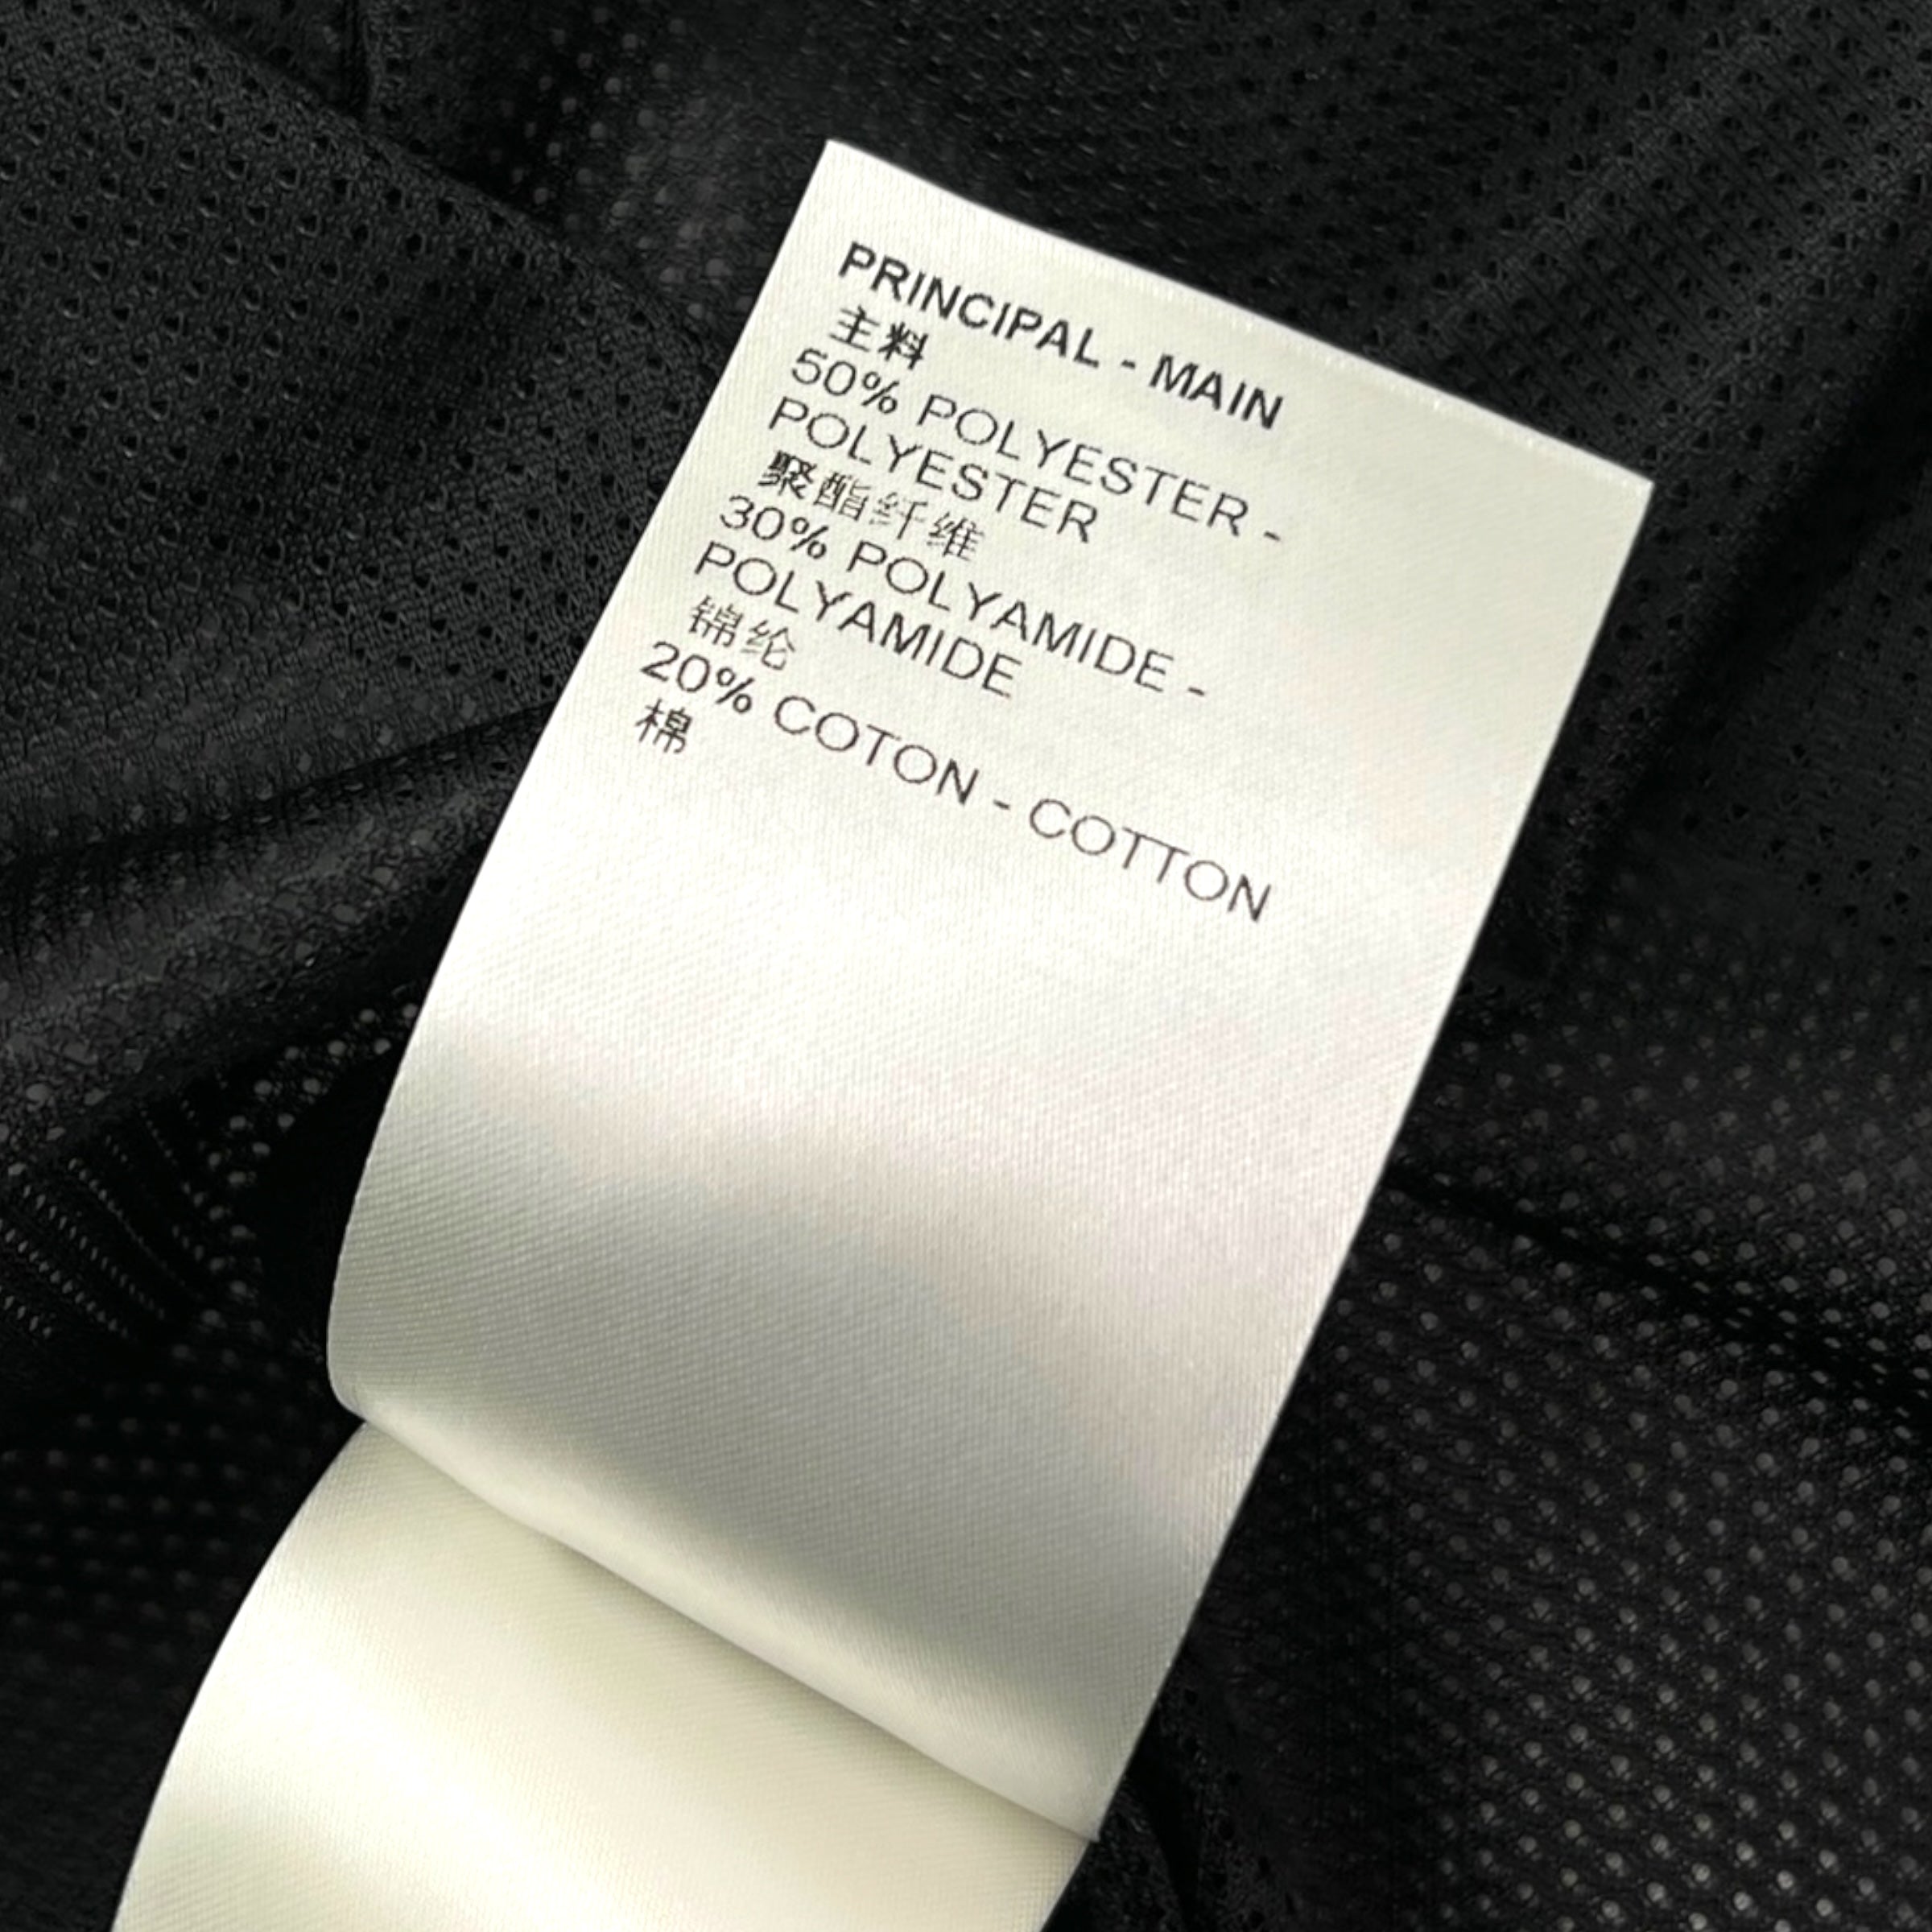 PRINCIPAL - MAIN
主料
50% POLYESTER -
POLYESTER
聚酯纤维
30% POLYAMIDE -
POLYAMIDE
锦纶
20% COTON - COTTON
棉